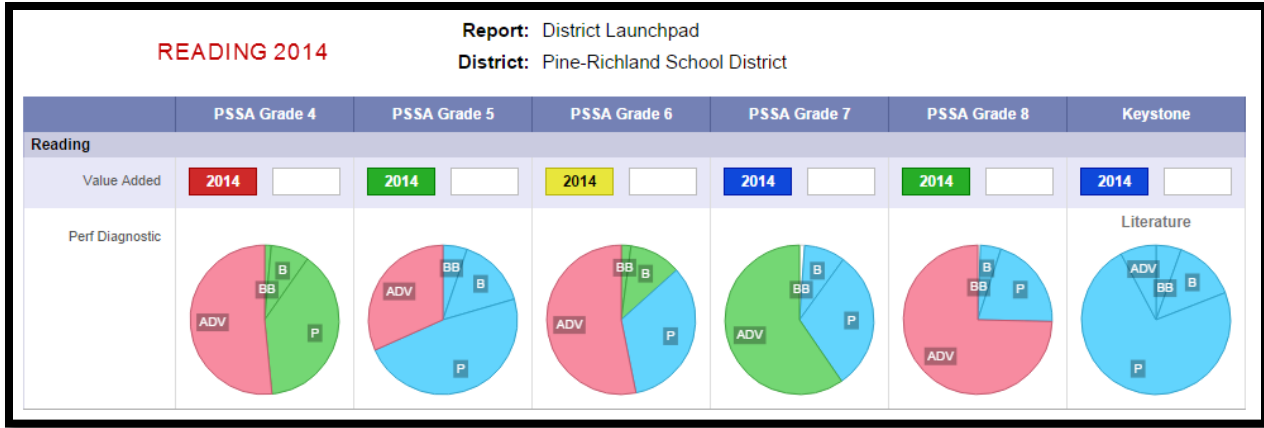 READING 2014
Report: District Launchpad
District: Pine-Richland School District
PSSA Grade 4 PSSA Grade 5 PSSA Grade 6 PSSA Grade 7 PSSA Grade 8 Keystone
Reading
Value Added 2014 2014 2014 2014 2014 2014
Perf Diagnostic
Literature
BB B P ADV
BB B P ADV
BB B P ADV
BB B P ADV
BB B P ADV
BB B P ADV